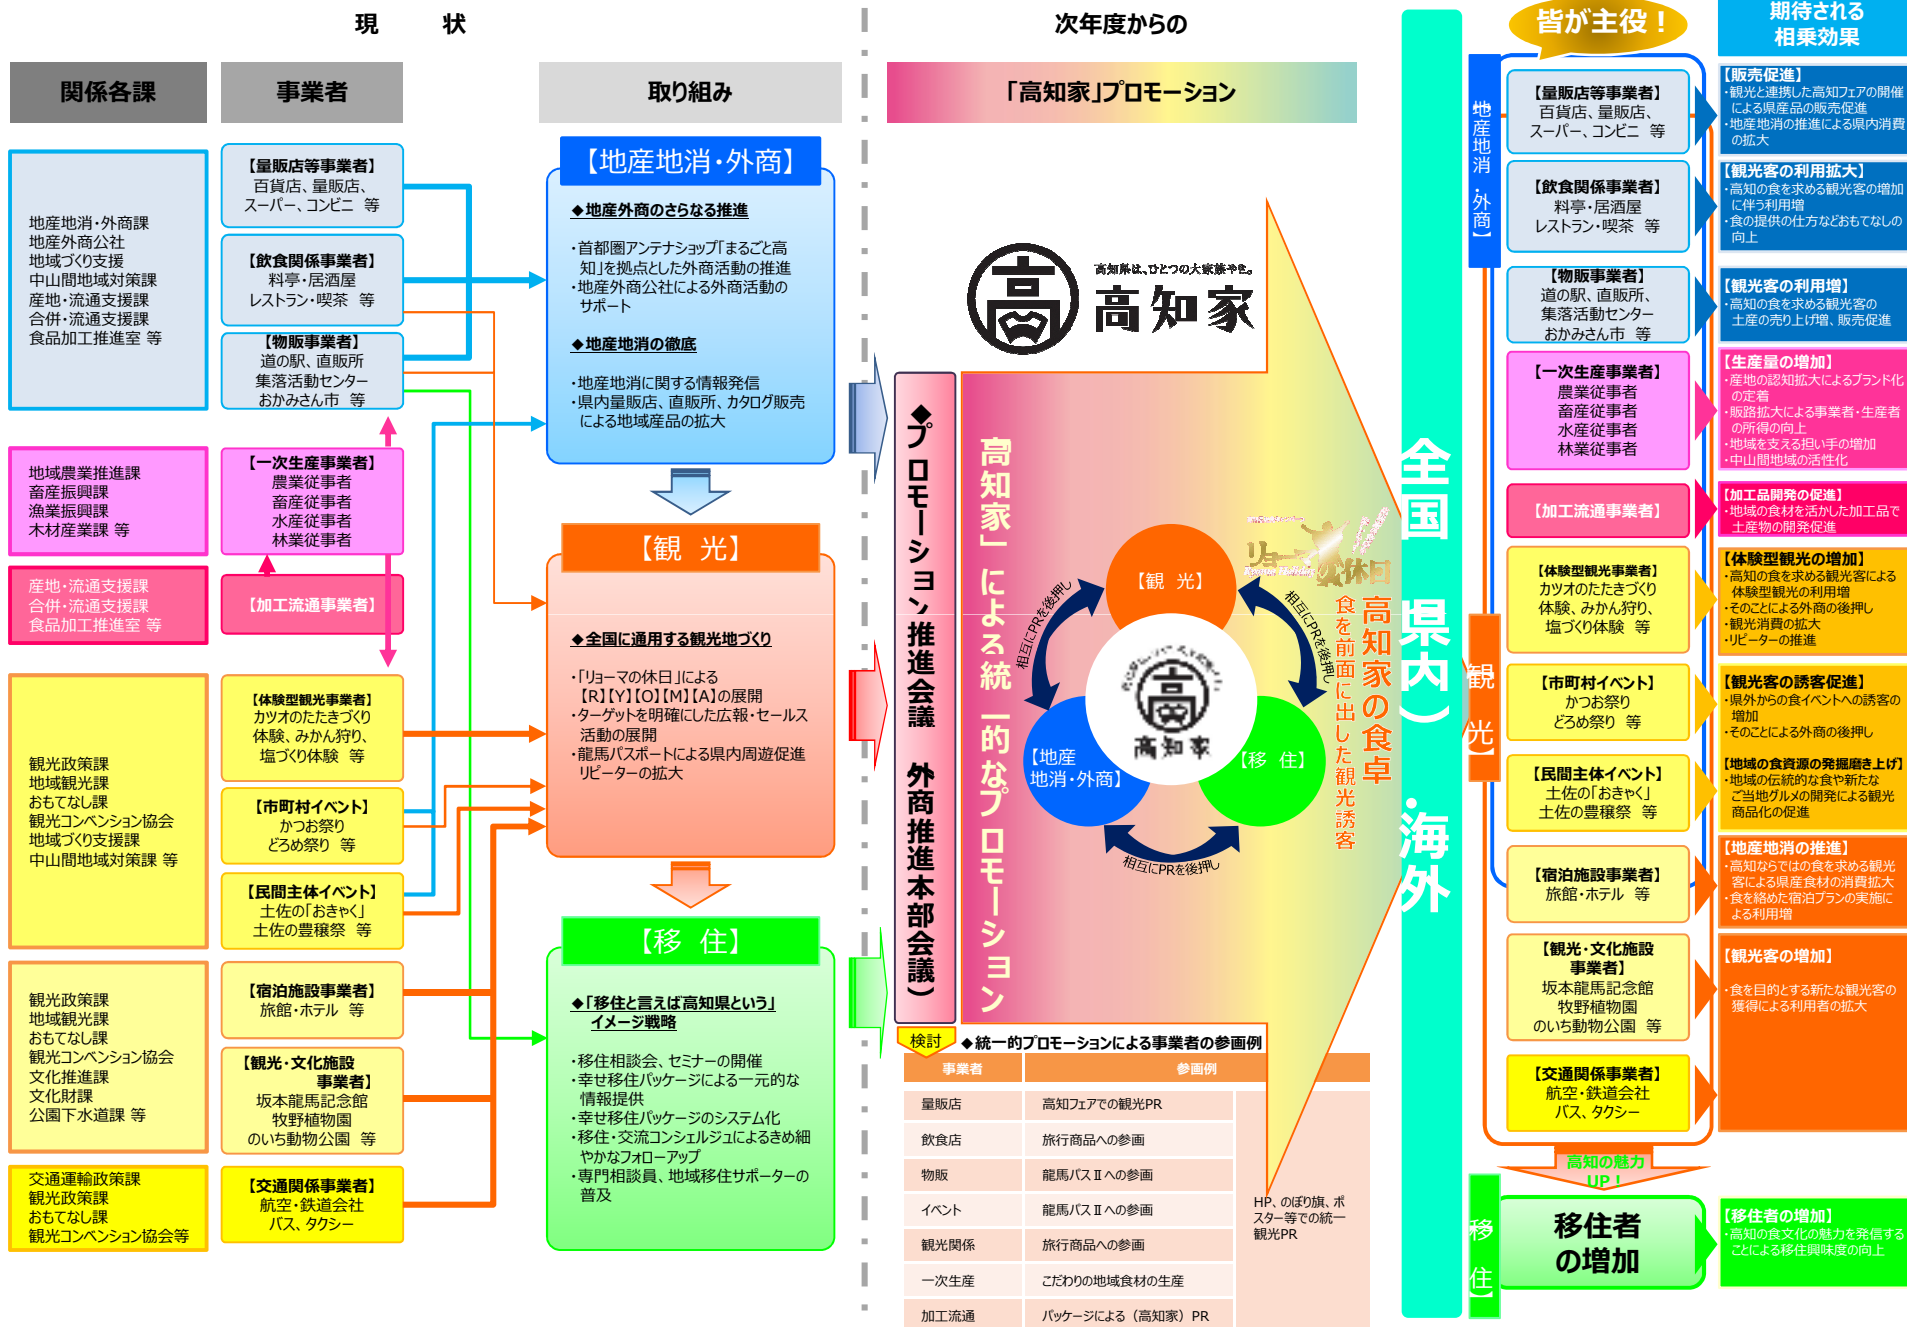 現　状
関係各課
事業者
取り組み
地産地消・外商課
地産外商公社
地域づくり支援
中山間地域対策課
産地・流通支援課
合併・流通支援課
食品加工推進室 等
地域農業推進課
畜産振興課
漁業振興課
木材産業課 等
産地・流通支援課
合併・流通支援課
食品加工推進室 等
観光政策課
地域観光課
おもてなし課
観光コンベンション協会
地域づくり支援課
中山間地域対策課 等
観光政策課
地域観光課
おもてなし課
観光コンベンション協会
文化推進課
文化財課
公園下水道課 等
交通運輸政策課
観光政策課
おもてなし課
観光コンベンション協会等
【量販店等事業者】
百貨店、量販店、
スーパー、コンビニ 等
【飲食関係事業者】
料亭・居酒屋
レストラン・喫茶 等
【物販事業者】
道の駅、直販所
集落活動センター
おかみさん市 等
【一次生産事業者】
農業従事者
畜産従事者
水産従事者
林業従事者
【加工流通事業者】
【体験型観光事業者】
カツオのたたきづくり
体験、みかん狩り、
塩づくり体験 等
【市町村イベント】
かつお祭り
どろめ祭り 等
【民間主体イベント】
土佐の「おきゃく」
土佐の豊穣祭 等
【宿泊施設事業者】
旅館・ホテル 等
【観光・文化施設
事業者】
坂本龍馬記念館
牧野植物園
のいち動物公園 等
【交通関係事業者】
航空・鉄道会社
バス、タクシー
【地産地消・外商】
◆地産外商のさらなる推進
・首都圏アンテナショップ「まるごと高
知」を拠点とした外商活動の推進
・地産外商公社による外商活動の
サポート
◆地産地消の徹底
・地産地消に関する情報発信
・県内量販店、直販所、カタログ販売
による地域産品の拡大
【観 光】
◆全国に通用する観光地づくり
・「リョーマの休日」による
【R】【Y】【O】【M】【A】の展開
・ターゲットを明確にした広報・セールス
活動の展開
・龍馬パスポートによる県内周遊促進
リピーターの拡大
【移 住】
◆「移住と言えば高知県という」
イメージ戦略
・移住相談会、セミナーの開催
・幸せ移住パッケージによる一元的な
情報提供
・幸せ移住パッケージのシステム化
・移住・交流コンシェルジュによるきめ細
やかなフォローアップ
・専門相談員、地域移住サポーターの
普及
次年度からの
「高知家」プロモーション
高
高知県は、ひとつの大家族やき。
高知家
◆プロモーション推進会議 外商推進本部会議）
高知家」による統一的なプロモーション
【観 光】
【地産
地消・外商】
【移 住】
高知家
相互にPRを後押し
相互にPRを後押し
相互にPRを後押し
リョーマの休日
高知家の食卓
食を前面に出した観光誘客
検討
◆統一的プロモーションによる事業者の参画例
事業者
参画例
量販店
高知フェアでの観光PR
飲食店
旅行商品への参画
物販
龍馬パスⅡへの参画
イベント
龍馬パスⅡへの参画
観光関係
旅行商品への参画
一次生産
こだわりの地域食材の生産
加工流通
パッケージによる（高知家）PR
HP、のぼり旗、ポ
スター等での統一
観光PR
全国 県内）・海外
皆が主役！
地産地消・外商】
観 光】
移 住】
【量販店等事業者】
百貨店、量販店、
スーパー、コンビニ 等
【飲食関係事業者】
料亭・居酒屋
レストラン・喫茶 等
【物販事業者】
道の駅、直販所、
集落活動センター
おかみさん市 等
【一次生産事業者】
農業従事者
畜産従事者
水産従事者
林業従事者
【加工流通事業者】
【体験型観光事業者】
カツオのたたきづくり
体験、みかん狩り、
塩づくり体験 等
【市町村イベント】
かつお祭り
どろめ祭り 等
【民間主体イベント】
土佐の「おきゃく」
土佐の豊穣祭 等
【宿泊施設事業者】
旅館・ホテル 等
【観光・文化施設
事業者】
坂本龍馬記念館
牧野植物園
のいち動物公園 等
【交通関係事業者】
航空・鉄道会社
バス、タクシー
高知の魅力
UP！
移住者
の増加
期待される
相乗効果
【販売促進】
・観光と連携した高知フェアの開催
による県産品の販売促進
・地産地消の推進による県内消費
の拡大
【観光客の利用拡大】
・高知の食を求める観光客の増加
に伴う利用増
・食の提供の仕方などおもてなしの
向上
【観光客の利用増】
・高知の食を求める観光客の
土産の売り上げ増、販売促進
【生産量の増加】
・産地の認知拡大によるブランド化
の定着
・販路拡大による事業者・生産者
の所得の向上
・地域を支える担い手の増加
・中山間地域の活性化
【加工品開発の促進】
・地域の食材を活かした加工品で
土産物の開発促進
【体験型観光の増加】
・高知の食を求める観光客による
体験型観光の利用増
・そのことによる外商の後押し
・観光消費の拡大
・リピーターの推進
【観光客の誘客促進】
・県外からの食イベントへの誘客の
増加
・そのことによる外商の後押し
【地域の食資源の発掘磨き上げ】
・地域の伝統的な食や新たな
ご当地グルメの開発による観光
商品化の促進
【地産地消の推進】
・高知ならではの食を求める観光
客による県産食材の消費拡大
・食を絡めた宿泊プランの実施に
よる利用増
【観光客の増加】
・食を目的とする新たな観光客の
獲得による利用者の拡大
【移住者の増加】
・高知の食文化の魅力を発信する
ことによる移住興味度の向上